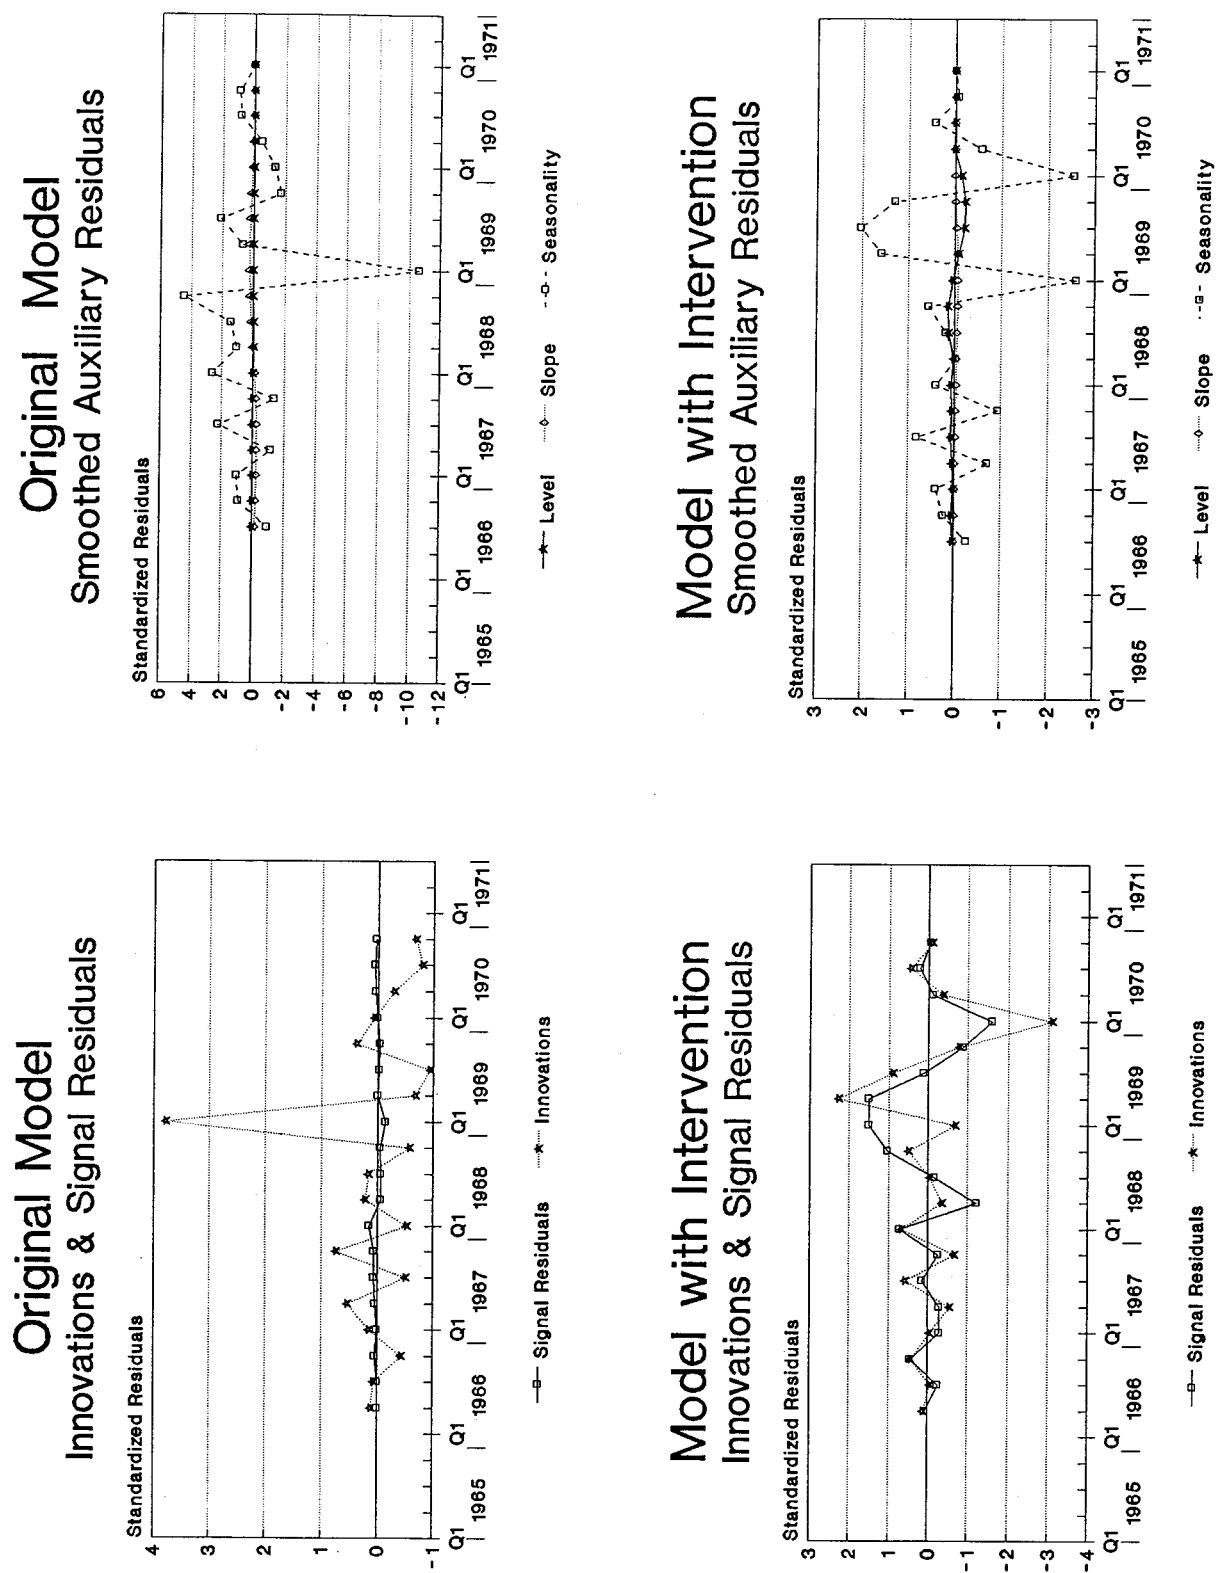 Original Model
Innovations & Signal Residuals
Standardized Residuals
4
3
2
1
0
-1
Q1 Q1 Q1 Q1 Q1 Q1 Q1
| 1965 | 1966 | 1967 | 1968 | 1969 | 1970 | 1971 |
Signal Residuals Innovations
Original Model
Smoothed Auxiliary Residuals
Standardized Residuals
6
4
2
0
-2
-4
-6
-8
-10
-12
Q1 Q1 Q1 Q1 Q1 Q1 Q1
| 1965 | 1966 | 1967 | 1968 | 1969 | 1970 | 1971 |
Level Slope Seasonality
Model with Intervention
Innovations & Signal Residuals
Standardized Residuals
3
2
1
0
-1
-2
-3
-4
Q1 Q1 Q1 Q1 Q1 Q1 Q1
| 1965 | 1966 | 1967 | 1968 | 1969 | 1970 | 1971 |
Signal Residuals Innovations
Model with Intervention
Smoothed Auxiliary Residuals
Standardized Residuals
3
2
1
0
-1
-2
-3
Q1 Q1 Q1 Q1 Q1 Q1 Q1
| 1965 | 1966 | 1967 | 1968 | 1969 | 1970 | 1971 |
Level Slope Seasonality